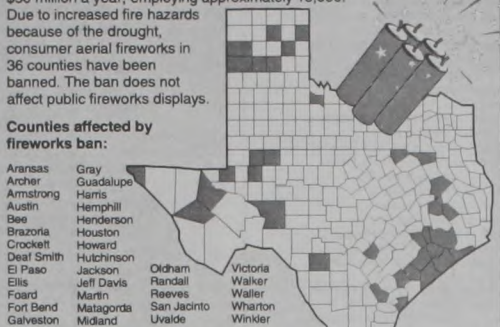 Due to increased fire hazards
because of the drought,
consumer aerial fireworks in
36 counties have been
banned. The ban does not
affect public fireworks displays.
Counties affected by
fireworks ban:
Aransas
Archer
Armstrong
Austin
Bee
Brazoria
Crockett
Deaf Smith
El Paso
Ellis
Foard
Fort Bend
Galveston
Gray
Guadalupe
Harris
Hemphill
Henderson
Houston
Howard
Hutchinson
Jackson
Jeff Davis
Martin
Matagorda
Midland
Oldham
Randall
Reeves
San Jacinto
Uvalde
Victoria
Walker
Waller
Wharton
Winkler